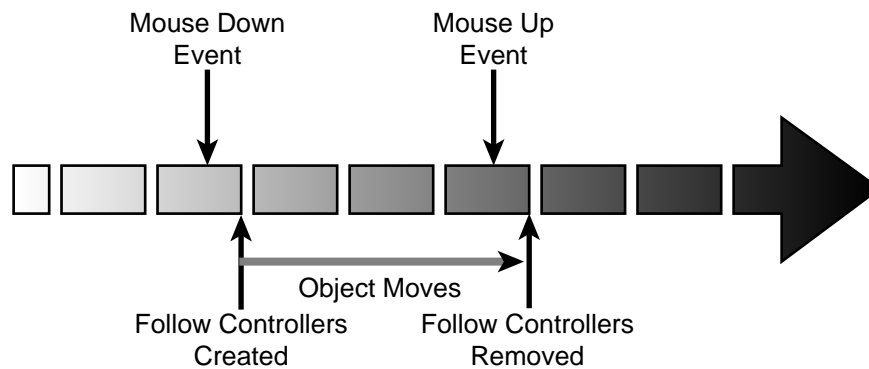 Mouse Down
Event
Mouse Up
Event
Object Moves
Follow Controllers
Created
Follow Controllers
Removed